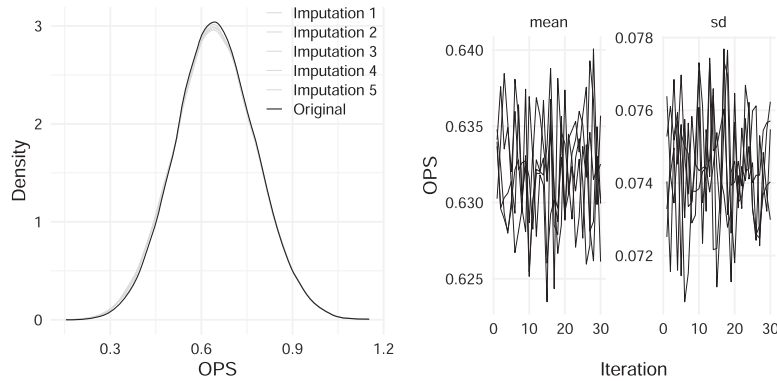 Imputation 1
Imputation 2
Imputation 3
Imputation 4
Imputation 5
Original
3
2
1
0
Density
0.3
0.6
0.9
1.2
OPS
mean
0.640
0.635
0.630
0.625
OPS
0
10
20
30
sd
0.078
0.076
0.074
0.072
0
10
20
30
Iteration